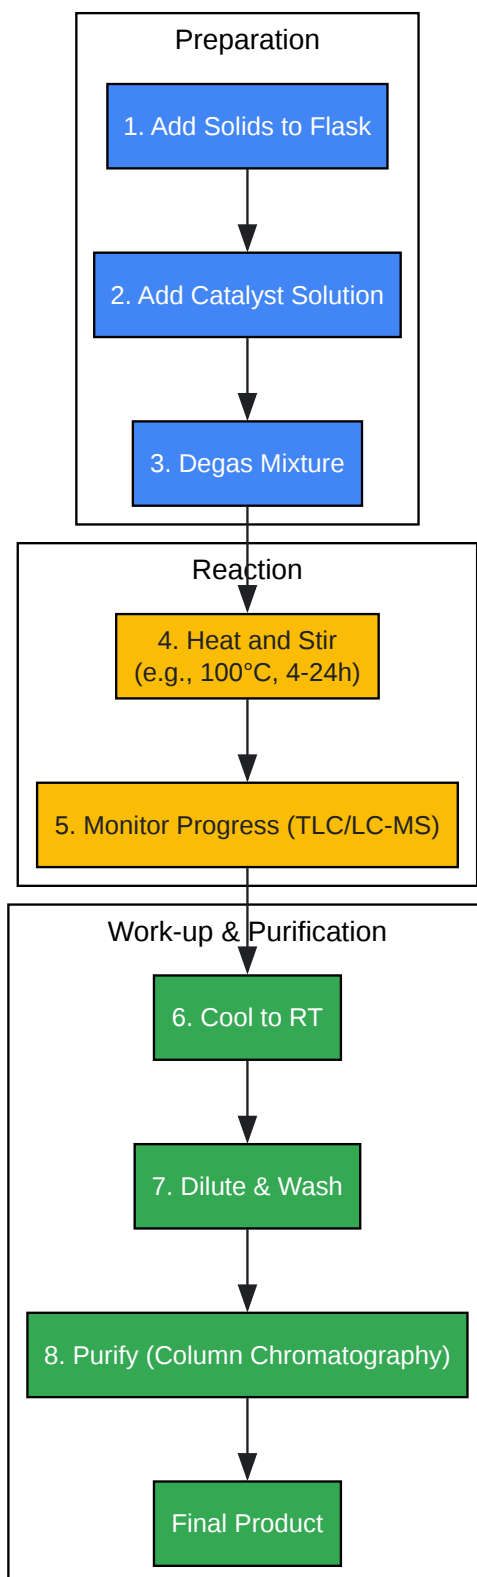 Preparation
1. Add Solids to Flask
2. Add Catalyst Solution
3. Degas Mixture
Reaction
4. Heat and Stir
(e.g., 100°C, 4-24h)
5. Monitor Progress (TLC/LC-MS)
Work-up & Purification
6. Cool to RT
7. Dilute & Wash
8. Purify (Column Chromatography)
Final Product